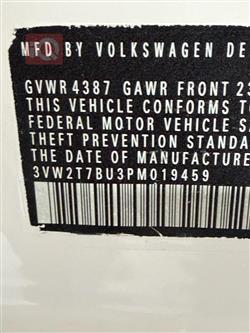 MFD BY VOLKSWAGEN DE
GVWR 4387 GAWR FRONT 23
THIS VEHICLE CONFORMS T
FEDERAL MOTOR VEHICLE SA
THEFT PREVENTION STANDA
THE DATE OF MANUFACTURE
3VW2T7BU3PM019459